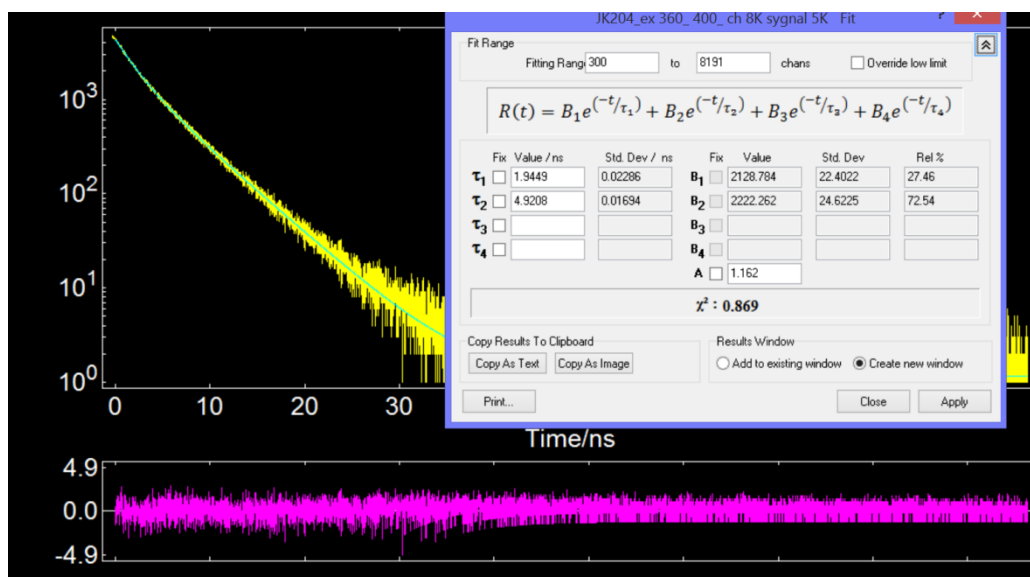 JK204_ex 360_ 400_ ch 8K sygnal 5K Fit
?
X
Fit Range
Fitting Rang 300 to 8191 chans Override low limit
R(t) = B₁e^(-t/τ₁) + B₂e^(-t/τ₂) + B₃e^(-t/τ₃) + B₄e^(-t/τ₄)
Fix Value / ns Std. Dev / ns Fix Value Std. Dev Rel %
τ₁ 1.9449 0.02286 B₁ 2128.784 22.4022 27.46
τ₂ 4.9208 0.01694 B₂ 2222.262 24.6225 72.54
τ₃ B₃
τ₄ B₄
A 1.162
χ² : 0.869
Copy Results To Clipboard
Copy As Text Copy As Image
Results Window
Add to existing window Create new window
Print... Close Apply
10³
10²
10¹
10⁰
0 10 20 30
Time/ns
4.9
0.0
-4.9